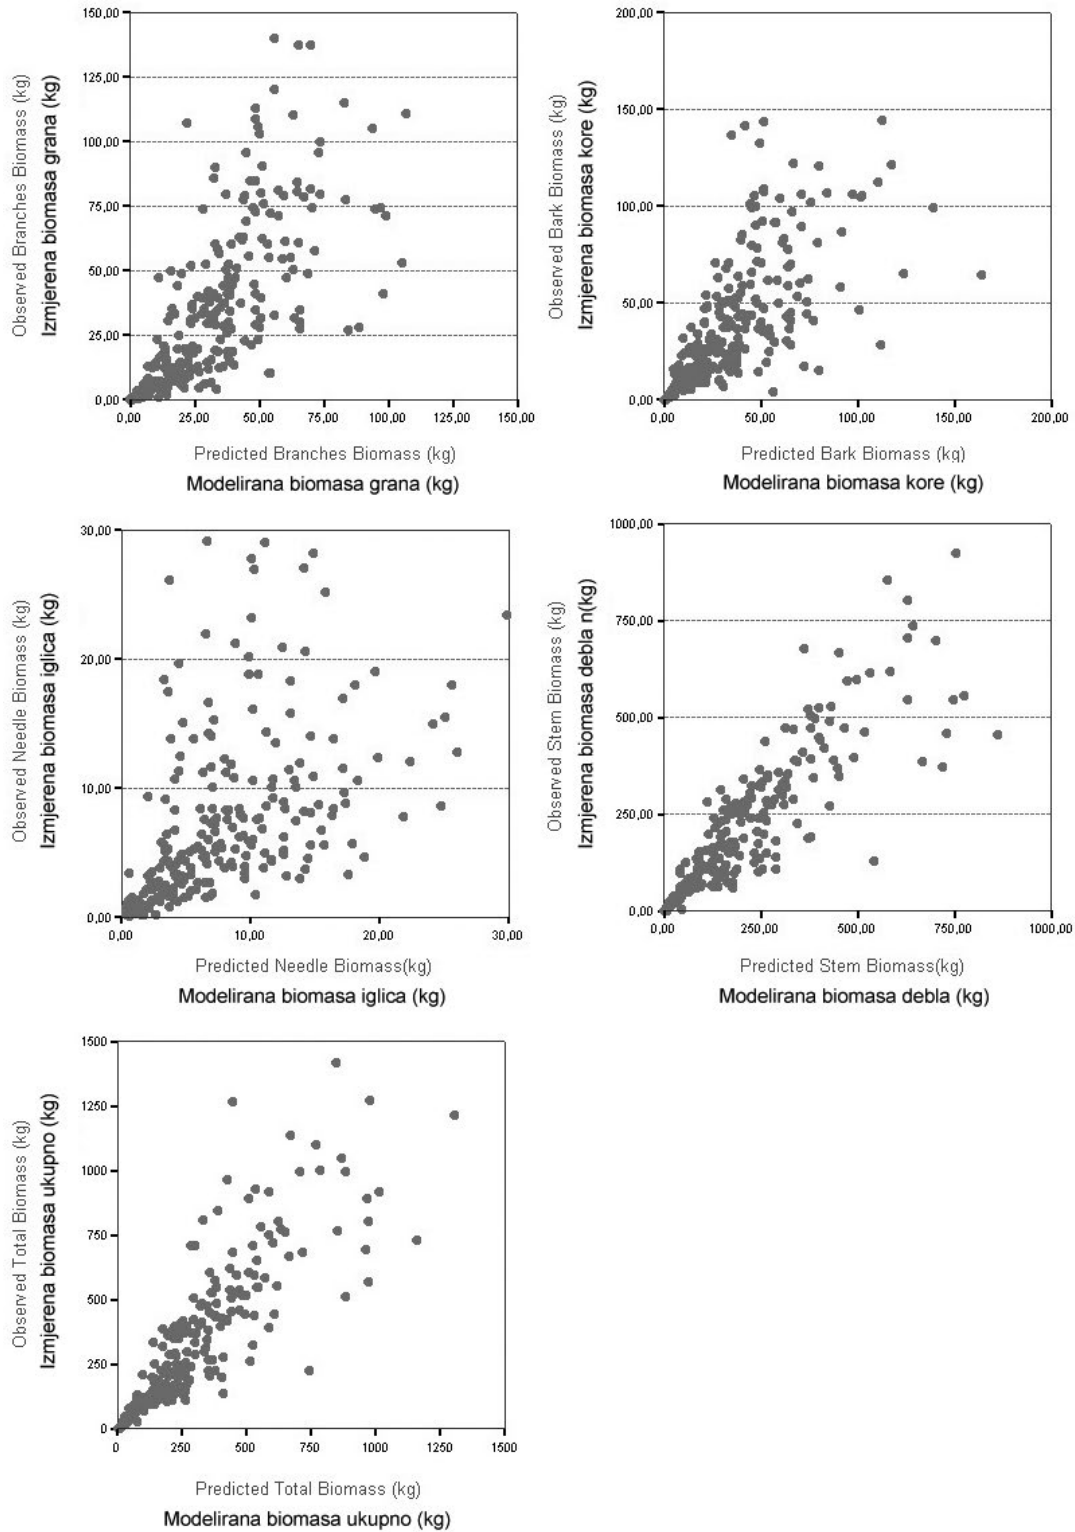 150,00
125,00
100,00
75,00
50,00
25,00
0,00
Observed Branches Biomass (kg)
Izmjerena biomasa grana (kg)
0,00 25,00 50,00 75,00 100,00 125,00 150,00
Predicted Branches Biomass (kg)
Modelirana biomasa grana (kg)
200,00
150,00
100,00
50,00
0,00
Observed Bark Biomass (kg)
Izmjerena biomasa kore (kg)
0,00 50,00 100,00 150,00 200,00
Predicted Bark Biomass (kg)
Modelirana biomasa kore (kg)
30,00
20,00
10,00
0,00
Observed Needle Biomass (kg)
Izmjerena biomasa iglica (kg)
0,00 10,00 20,00 30,00
Predicted Needle Biomass(kg)
Modelirana biomasa iglica (kg)
1000,00
750,00
500,00
250,00
0,00
Observed Stem Biomass (kg)
Izmjerena biomasa debla n(kg)
0,00 250,00 500,00 750,00 1000,00
Predicted Stem Biomass(kg)
Modelirana biomasa debla (kg)
1500
1250
1000
750
500
250
0
Observed Total Biomass (kg)
Izmjerena biomasa ukupno (kg)
0 250 500 750 1000 1250 1500
Predicted Total Biomass (kg)
Modelirana biomasa ukupno (kg)